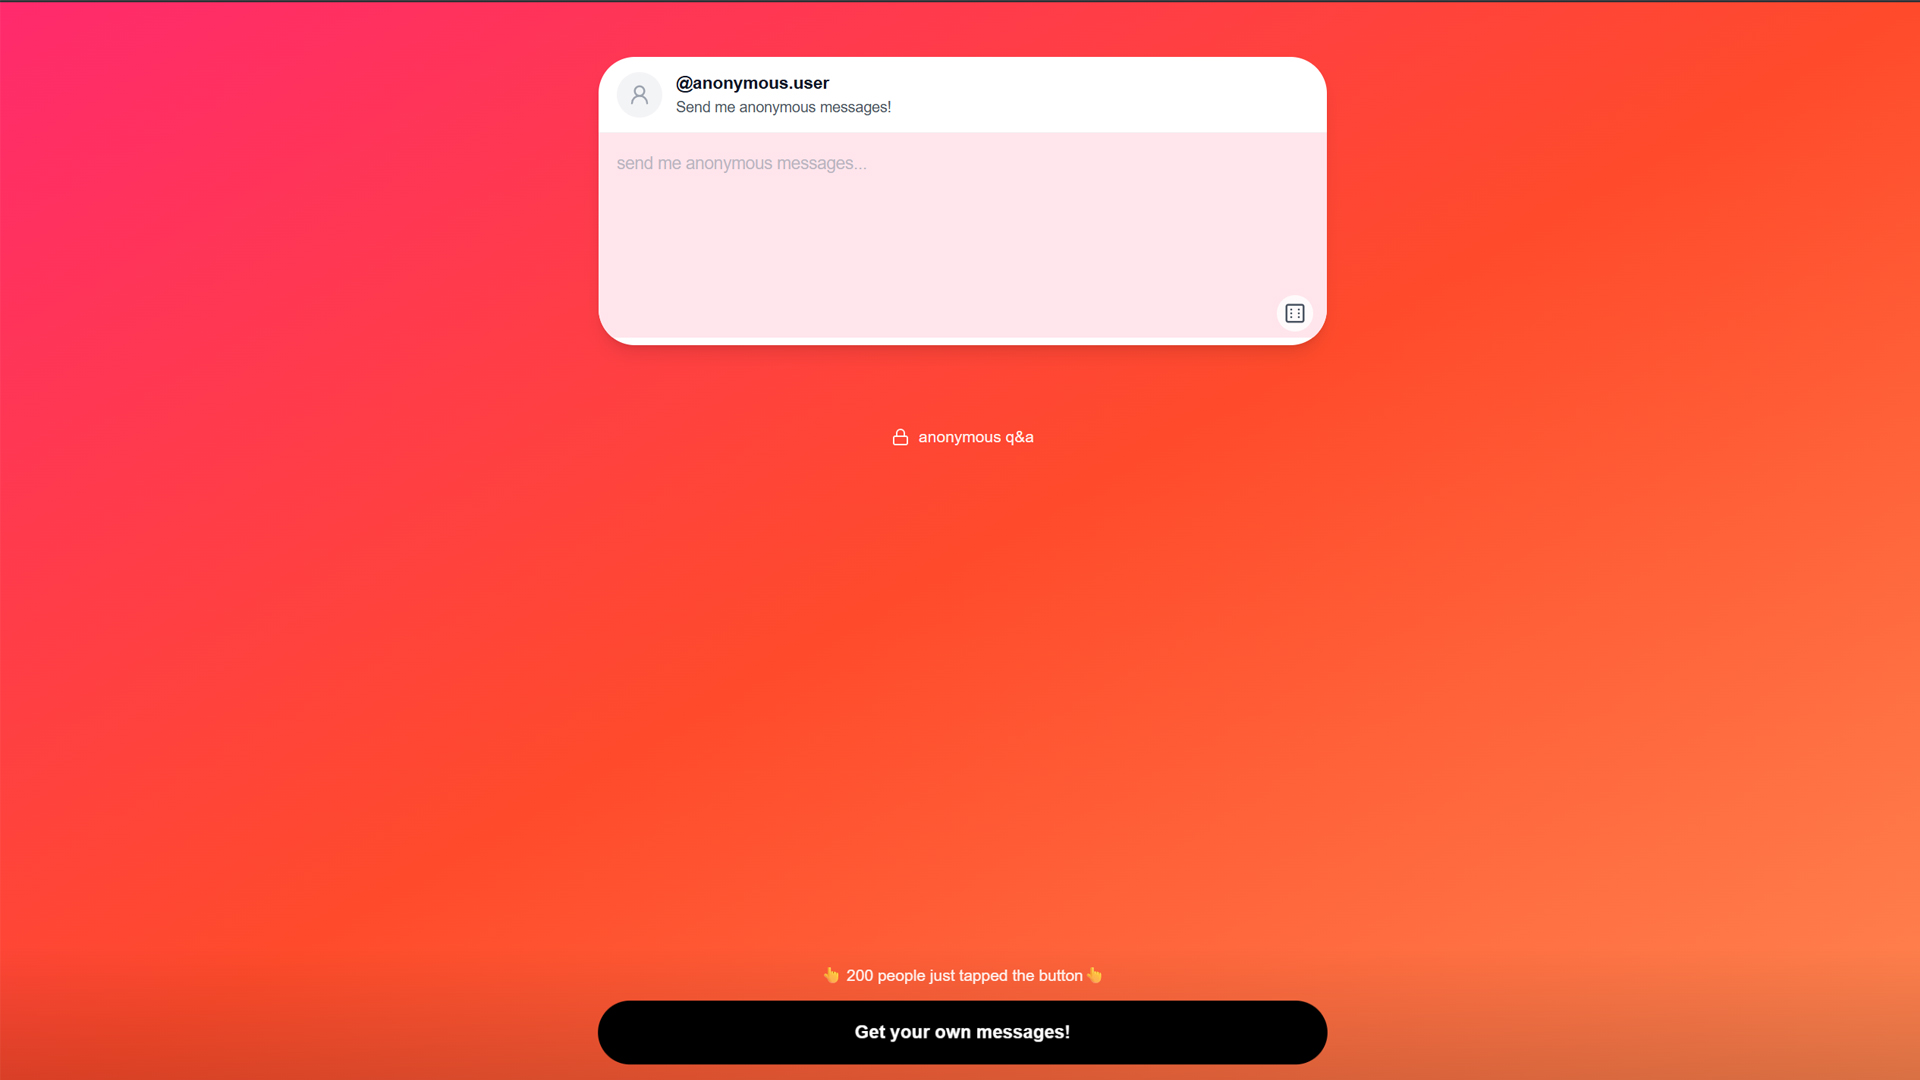 @anonymous.user
Send me anonymous messages!
send me anonymous messages...
anonymous q&a
👆 200 people just tapped the button👆
Get your own messages!